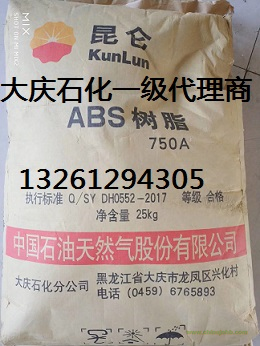 昆仑
KunLun
大庆石化一级代理商
ABS 树脂
750A
13261294305
执行标准 Q/SY DH0552-2017 等级 合格
净含量 25kg
中国石油天然气股份有限公司
大庆石化分公司
黑龙江省大庆市龙凤区兴化村
电话 (0459) 6765893